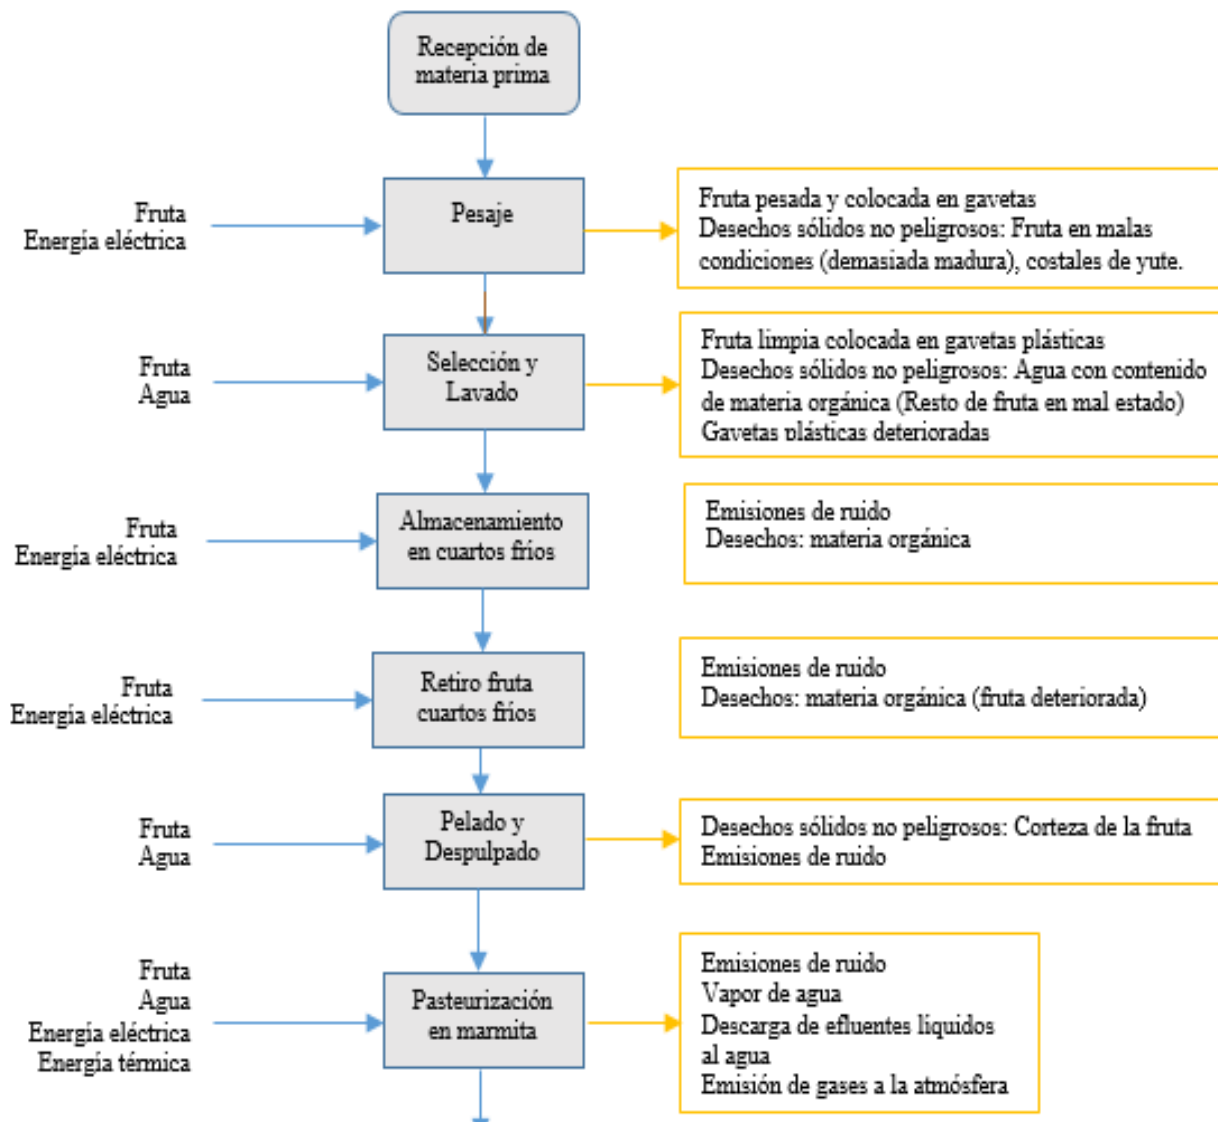 Recepción de
materia prima
Fruta
Energía eléctrica
Pesaje
Fruta pesada y colocada en gavetas
Desechos sólidos no peligrosos: Fruta en malas
condiciones (demasiada madura), costales de yute.
Fruta
Agua
Selección y
Lavado
Fruta limpia colocada en gavetas plásticas
Desechos sólidos no peligrosos: Agua con contenido
de materia orgánica (Resto de fruta en mal estado)
Gavetas plásticas deterioradas
Fruta
Energía eléctrica
Almacenamiento
en cuartos fríos
Emisiones de ruido
Desechos: materia orgánica
Fruta
Energía eléctrica
Retiro fruta
cuartos fríos
Emisiones de ruido
Desechos: materia orgánica (fruta deteriorada)
Fruta
Agua
Pelado y
Despulpado
Desechos sólidos no peligrosos: Corteza de la fruta
Emisiones de ruido
Fruta
Agua
Energía eléctrica
Energía térmica
Pasteurización
en marmita
Emisiones de ruido
Vapor de agua
Descarga de efluentes líquidos
al agua
Emisión de gases a la atmósfera